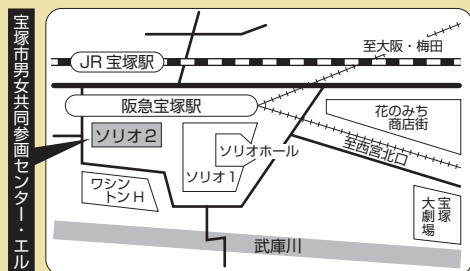 宝塚市男女共同参画センター・エル
至大阪・梅田
JR 宝塚駅
阪急宝塚駅
花のみち
商店街
ソリオ2
ソリオホール
至西宮北口
ソリオ1
ワシン
トンH
宝塚
大劇場
武庫川